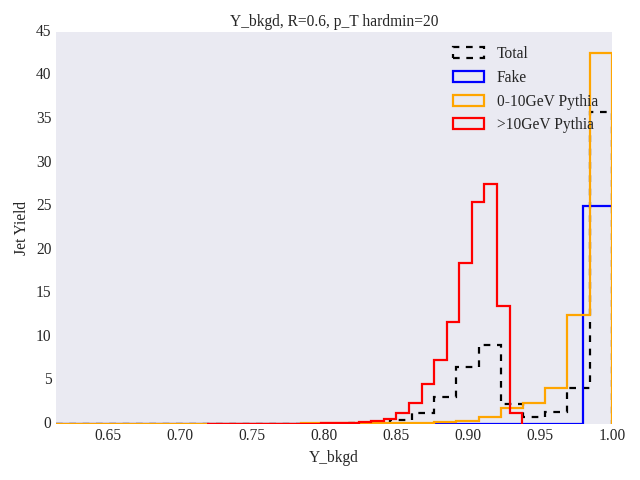 Y_bkgd, R=0.6, p_T hardmin=20
45
40
35
30
25
20
15
10
5
0
Jet Yield
Total
Fake
0-10GeV Pythia
>10GeV Pythia
0.65 0.70 0.75 0.80 0.85 0.90 0.95 1.00
Y_bkgd